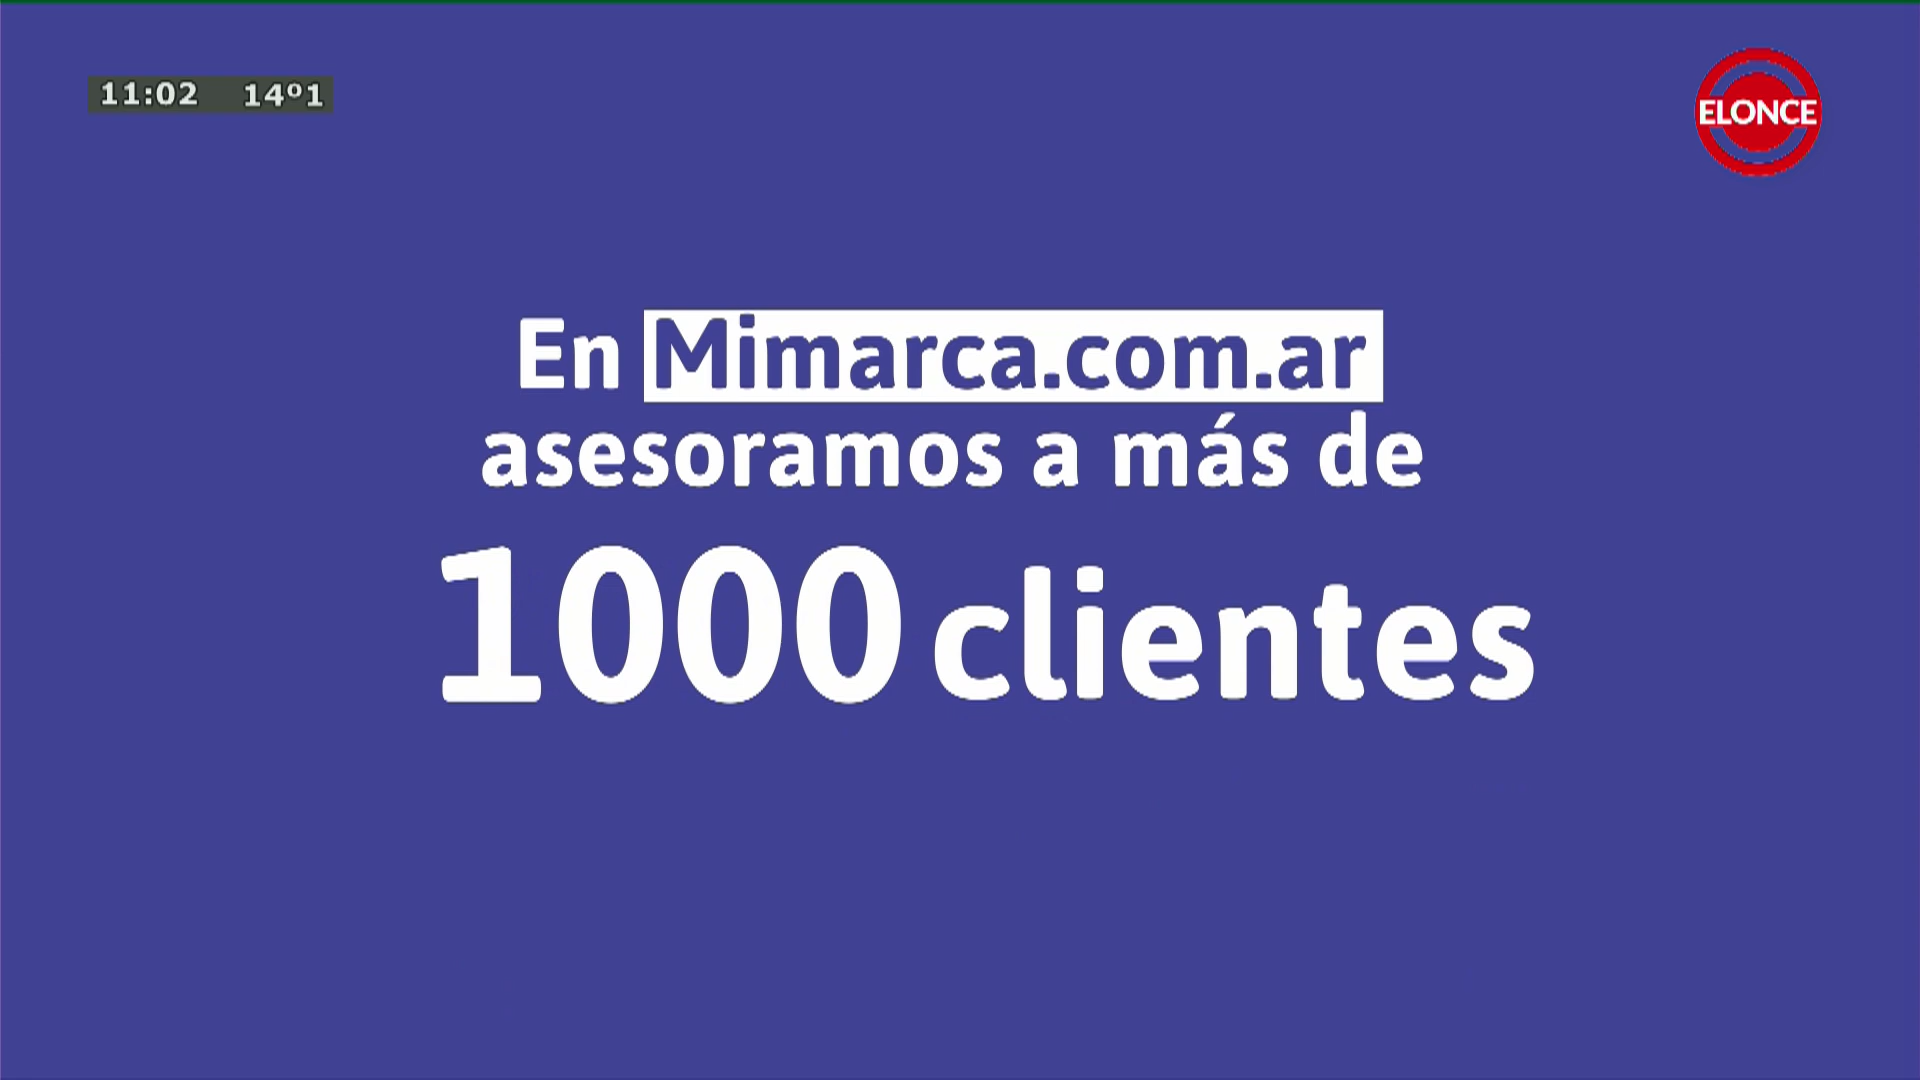 11:02 14º1
ELONCE
En Mimarca.com.ar
asesoramos a más de
1000 clientes